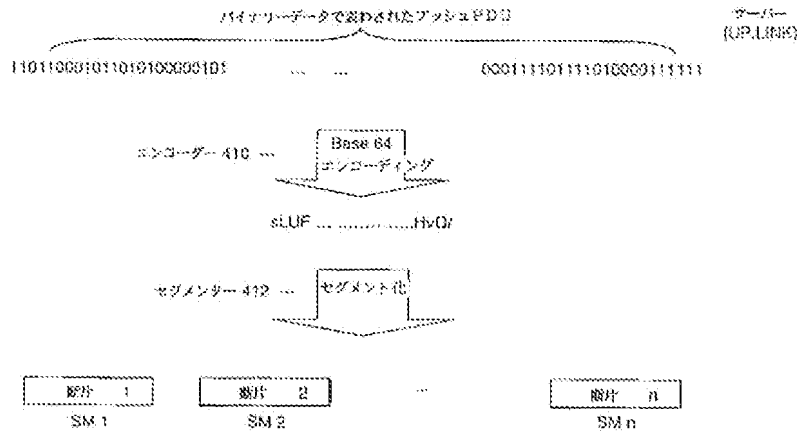 バイナリーデータで表わされたプッシュPDU
サーバー
(UP.LINK)
110110001011010100000101 ... ... 000111101111010000111111
エンコーダー 410 ...
Base 64
エンコーディング
sLUF ... ... ... ...HvQ/
セグメンター 412 ...
セグメント化
断片 1 断片 2 ... 断片 n
SM 1 SM 2 SM n